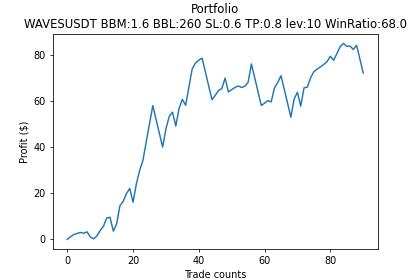 Portfolio
WAVESUSDT BBM:1.6 BBL:260 SL:0.6 TP:0.8 lev:10 WinRatio:68.0
80
60
40
20
0
Profit ($)
0 20 40 60 80
Trade counts